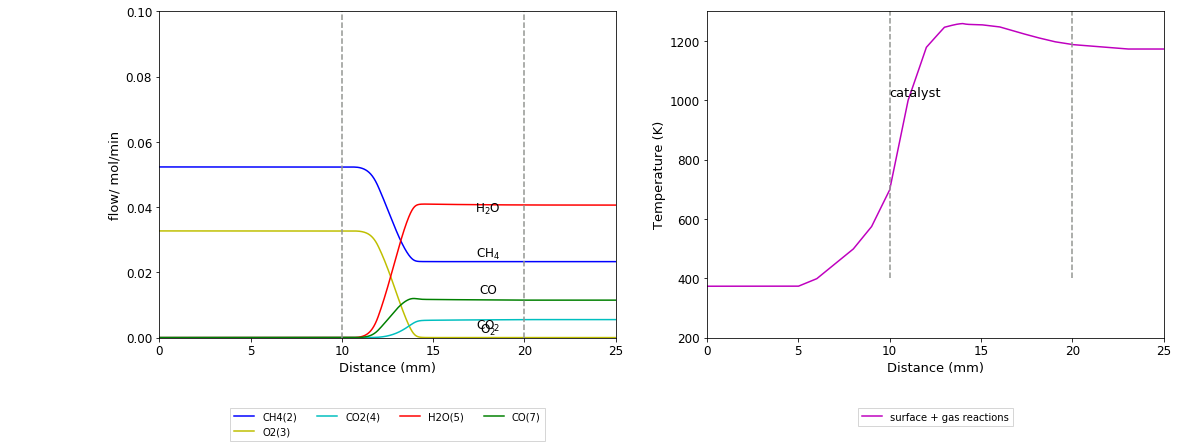 0.10
0.08
0.06
0.04
0.02
0.00
flow/ mol/min
H₂O
CH₄
CO
CO₂
O₂
0 5 10 15 20 25
Distance (mm)
CH4(2) CO2(4) H2O(5) CO(7)
O2(3)
1200
1000
800
600
400
200
Temperature (K)
catalyst
0 5 10 15 20 25
Distance (mm)
surface + gas reactions